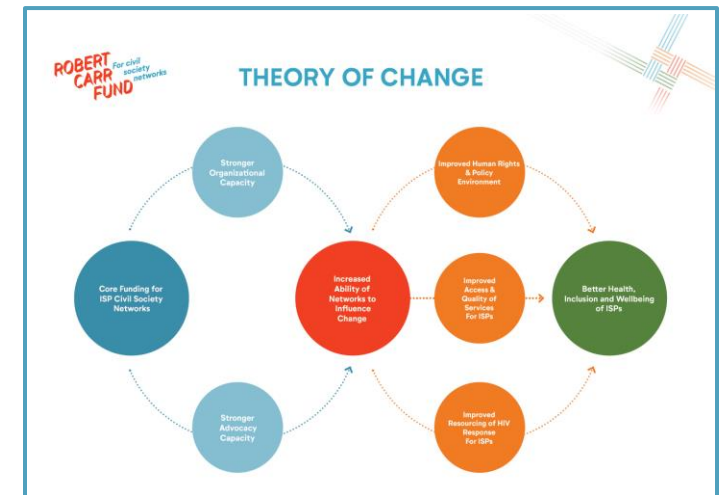 ROBERT
CARR
FUND
For civil
society
networks
THEORY OF CHANGE
Stronger
Organizational
Capacity
Improved Human Rights
& Policy
Environment
Core Funding for
ISP Civil Society
Networks
Increased
Ability of
Networks to
Influence
Change
Improved
Access &
Quality of
Services
For ISPs
Better Health,
Inclusion and Wellbeing
of ISPs
Stronger
Advocacy
Capacity
Improved
Resourcing of HIV
Response
For ISPs